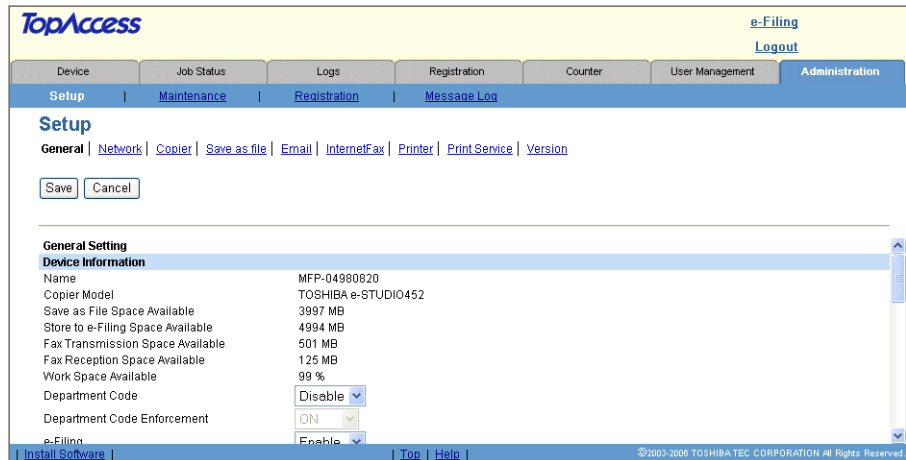 TopAccess
e-Filing
Logout
Device Job Status Logs Registration Counter User Management Administration
Setup | Maintenance | Registration | Message Log
Setup
General | Network | Copier | Save as file | Email | InternetFax | Printer | Print Service | Version
Save Cancel
General Setting
Device Information
Name MFP-04980820
Copier Model TOSHIBA e-STUDIO452
Save as File Space Available 3997 MB
Store to e-Filing Space Available 4994 MB
Fax Transmission Space Available 501 MB
Fax Reception Space Available 125 MB
Work Space Available 99 %
Department Code Disable
Department Code Enforcement ON
e-Filing Enable
| Install Software | | Top | Help | ©2003-2006 TOSHIBA TEC CORPORATION All Rights Reserved.